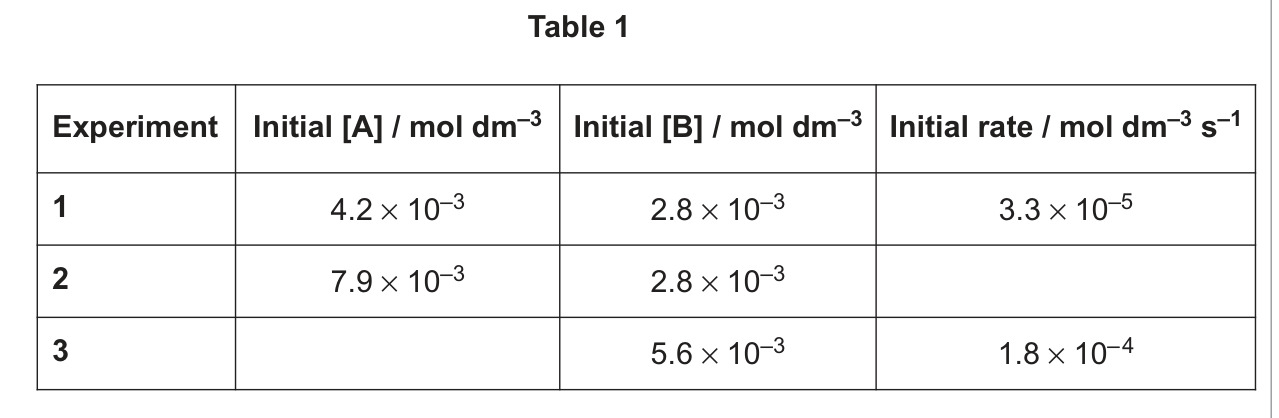 Table 1
Experiment Initial [A] / mol dm⁻³ Initial [B] / mol dm⁻³ Initial rate / mol dm⁻³ s⁻¹
1 4.2 × 10⁻³ 2.8 × 10⁻³ 3.3 × 10⁻⁵
2 7.9 × 10⁻³ 2.8 × 10⁻³
3 5.6 × 10⁻³ 1.8 × 10⁻⁴